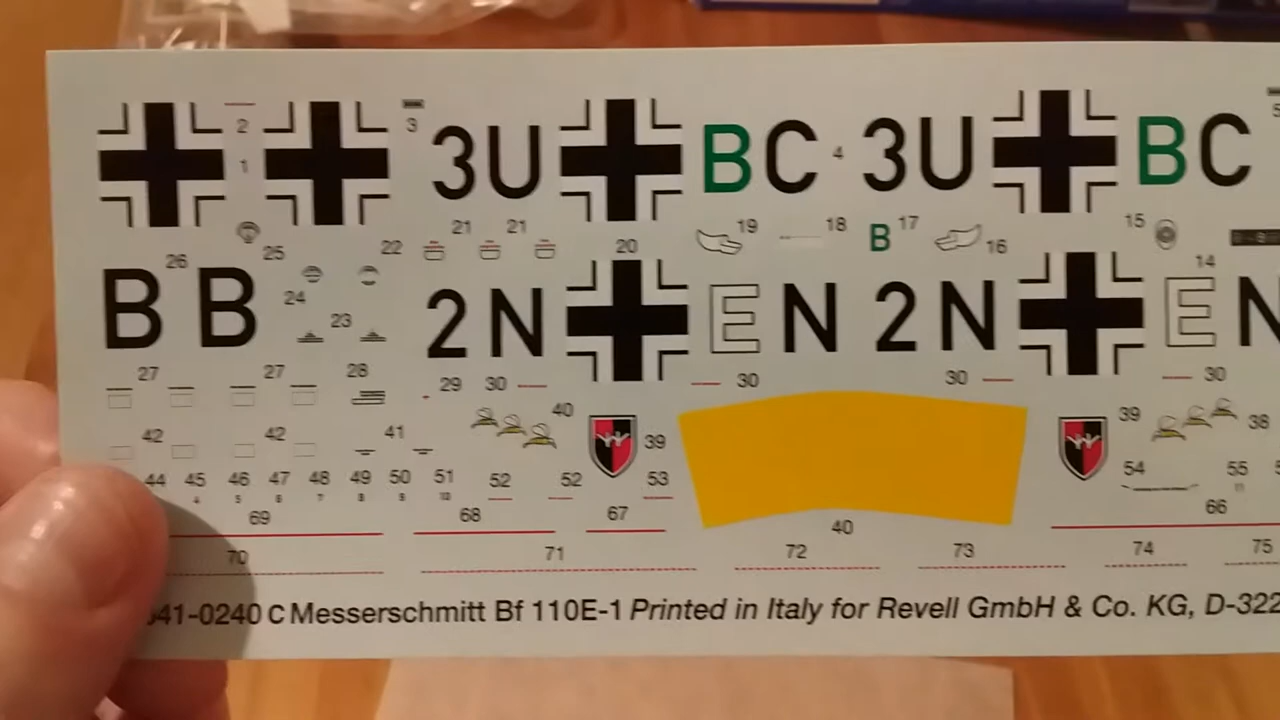 2 3 5
1 3U BC 4 3U BC
21 21 19 18 B 17 16 15
26 25 22 20 14
B B 24 23 2N EN 2N EN
27 27 28 29 30 30 30 30
40 39 39 38
42 42 41
44 45 46 47 48 49 50 51 52 52 53 54 55
69 68 67 40 66
70 71 72 73 74 75
41-0240 C Messerschmitt Bf 110E-1 Printed in Italy for Revell GmbH & Co. KG, D-322